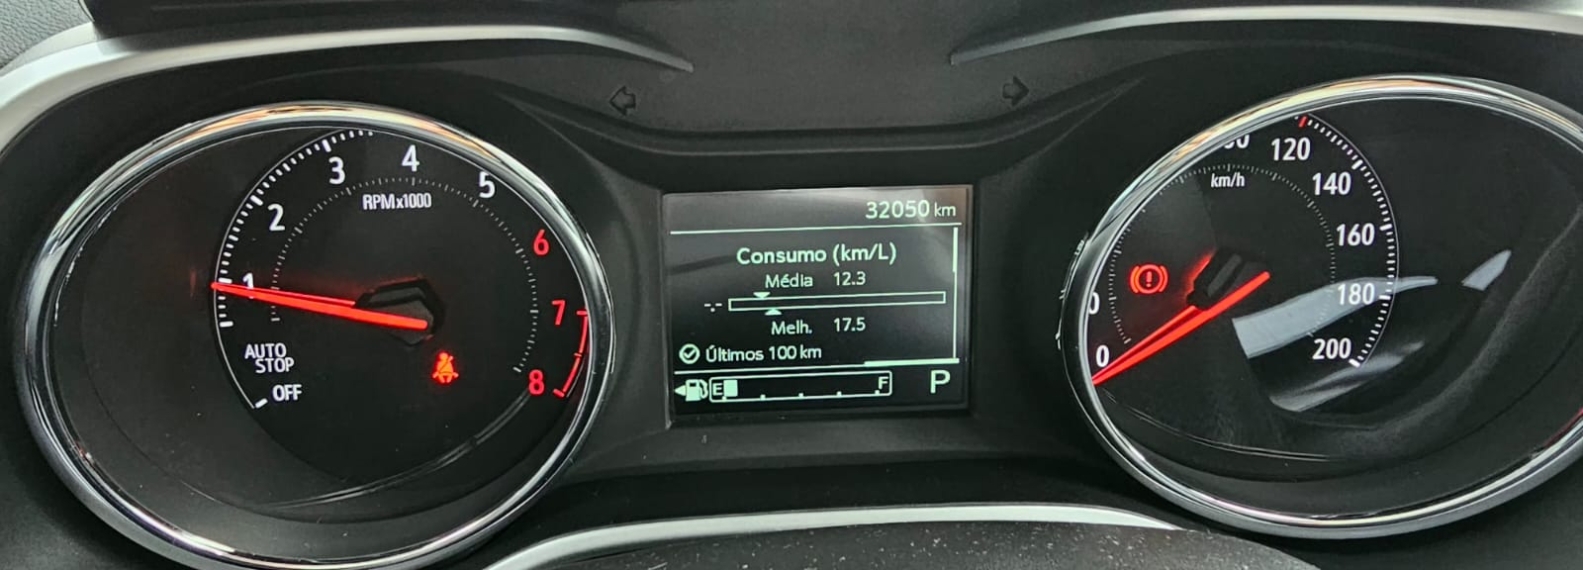 1
2
3
4
5
6
7
8
RPMx1000
AUTO
STOP
OFF
32050 km
Consumo (km/L)
Média 12.3
-.-
Melh. 17.5
Últimos 100 km
E
F
P
0
120
140
160
180
200
km/h